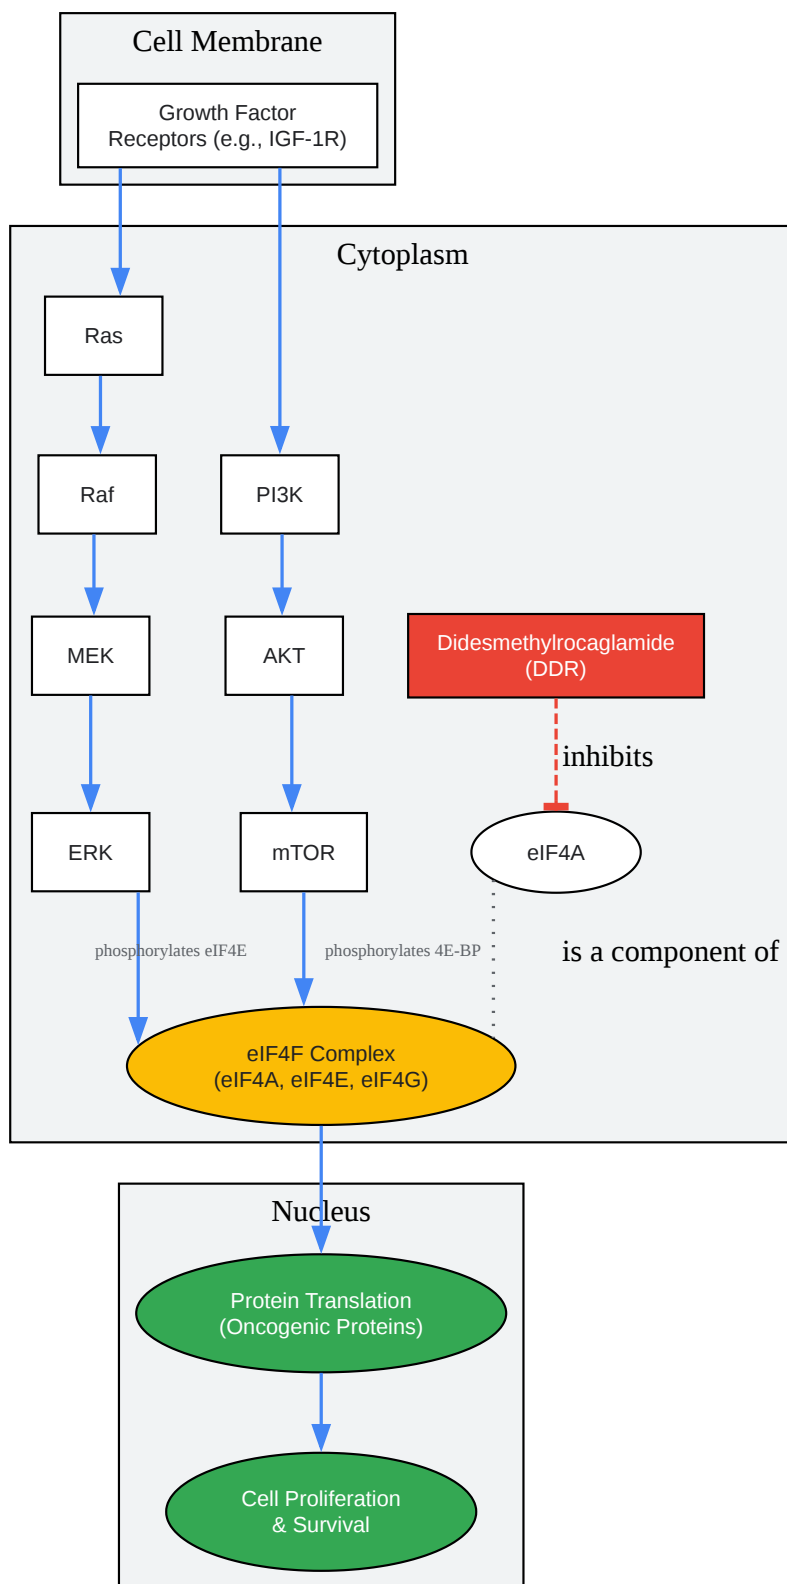 Cell Membrane
Growth Factor
Receptors (e.g., IGF-1R)
Cytoplasm
Ras
Raf
PI3K
MEK
AKT
Didesmethylrocaglamide
(DDR)
inhibits
ERK
mTOR
eIF4A
phosphorylates eIF4E
phosphorylates 4E-BP
is a component of
eIF4F Complex
(eIF4A, eIF4E, eIF4G)
Nucleus
Protein Translation
(Oncogenic Proteins)
Cell Proliferation
& Survival